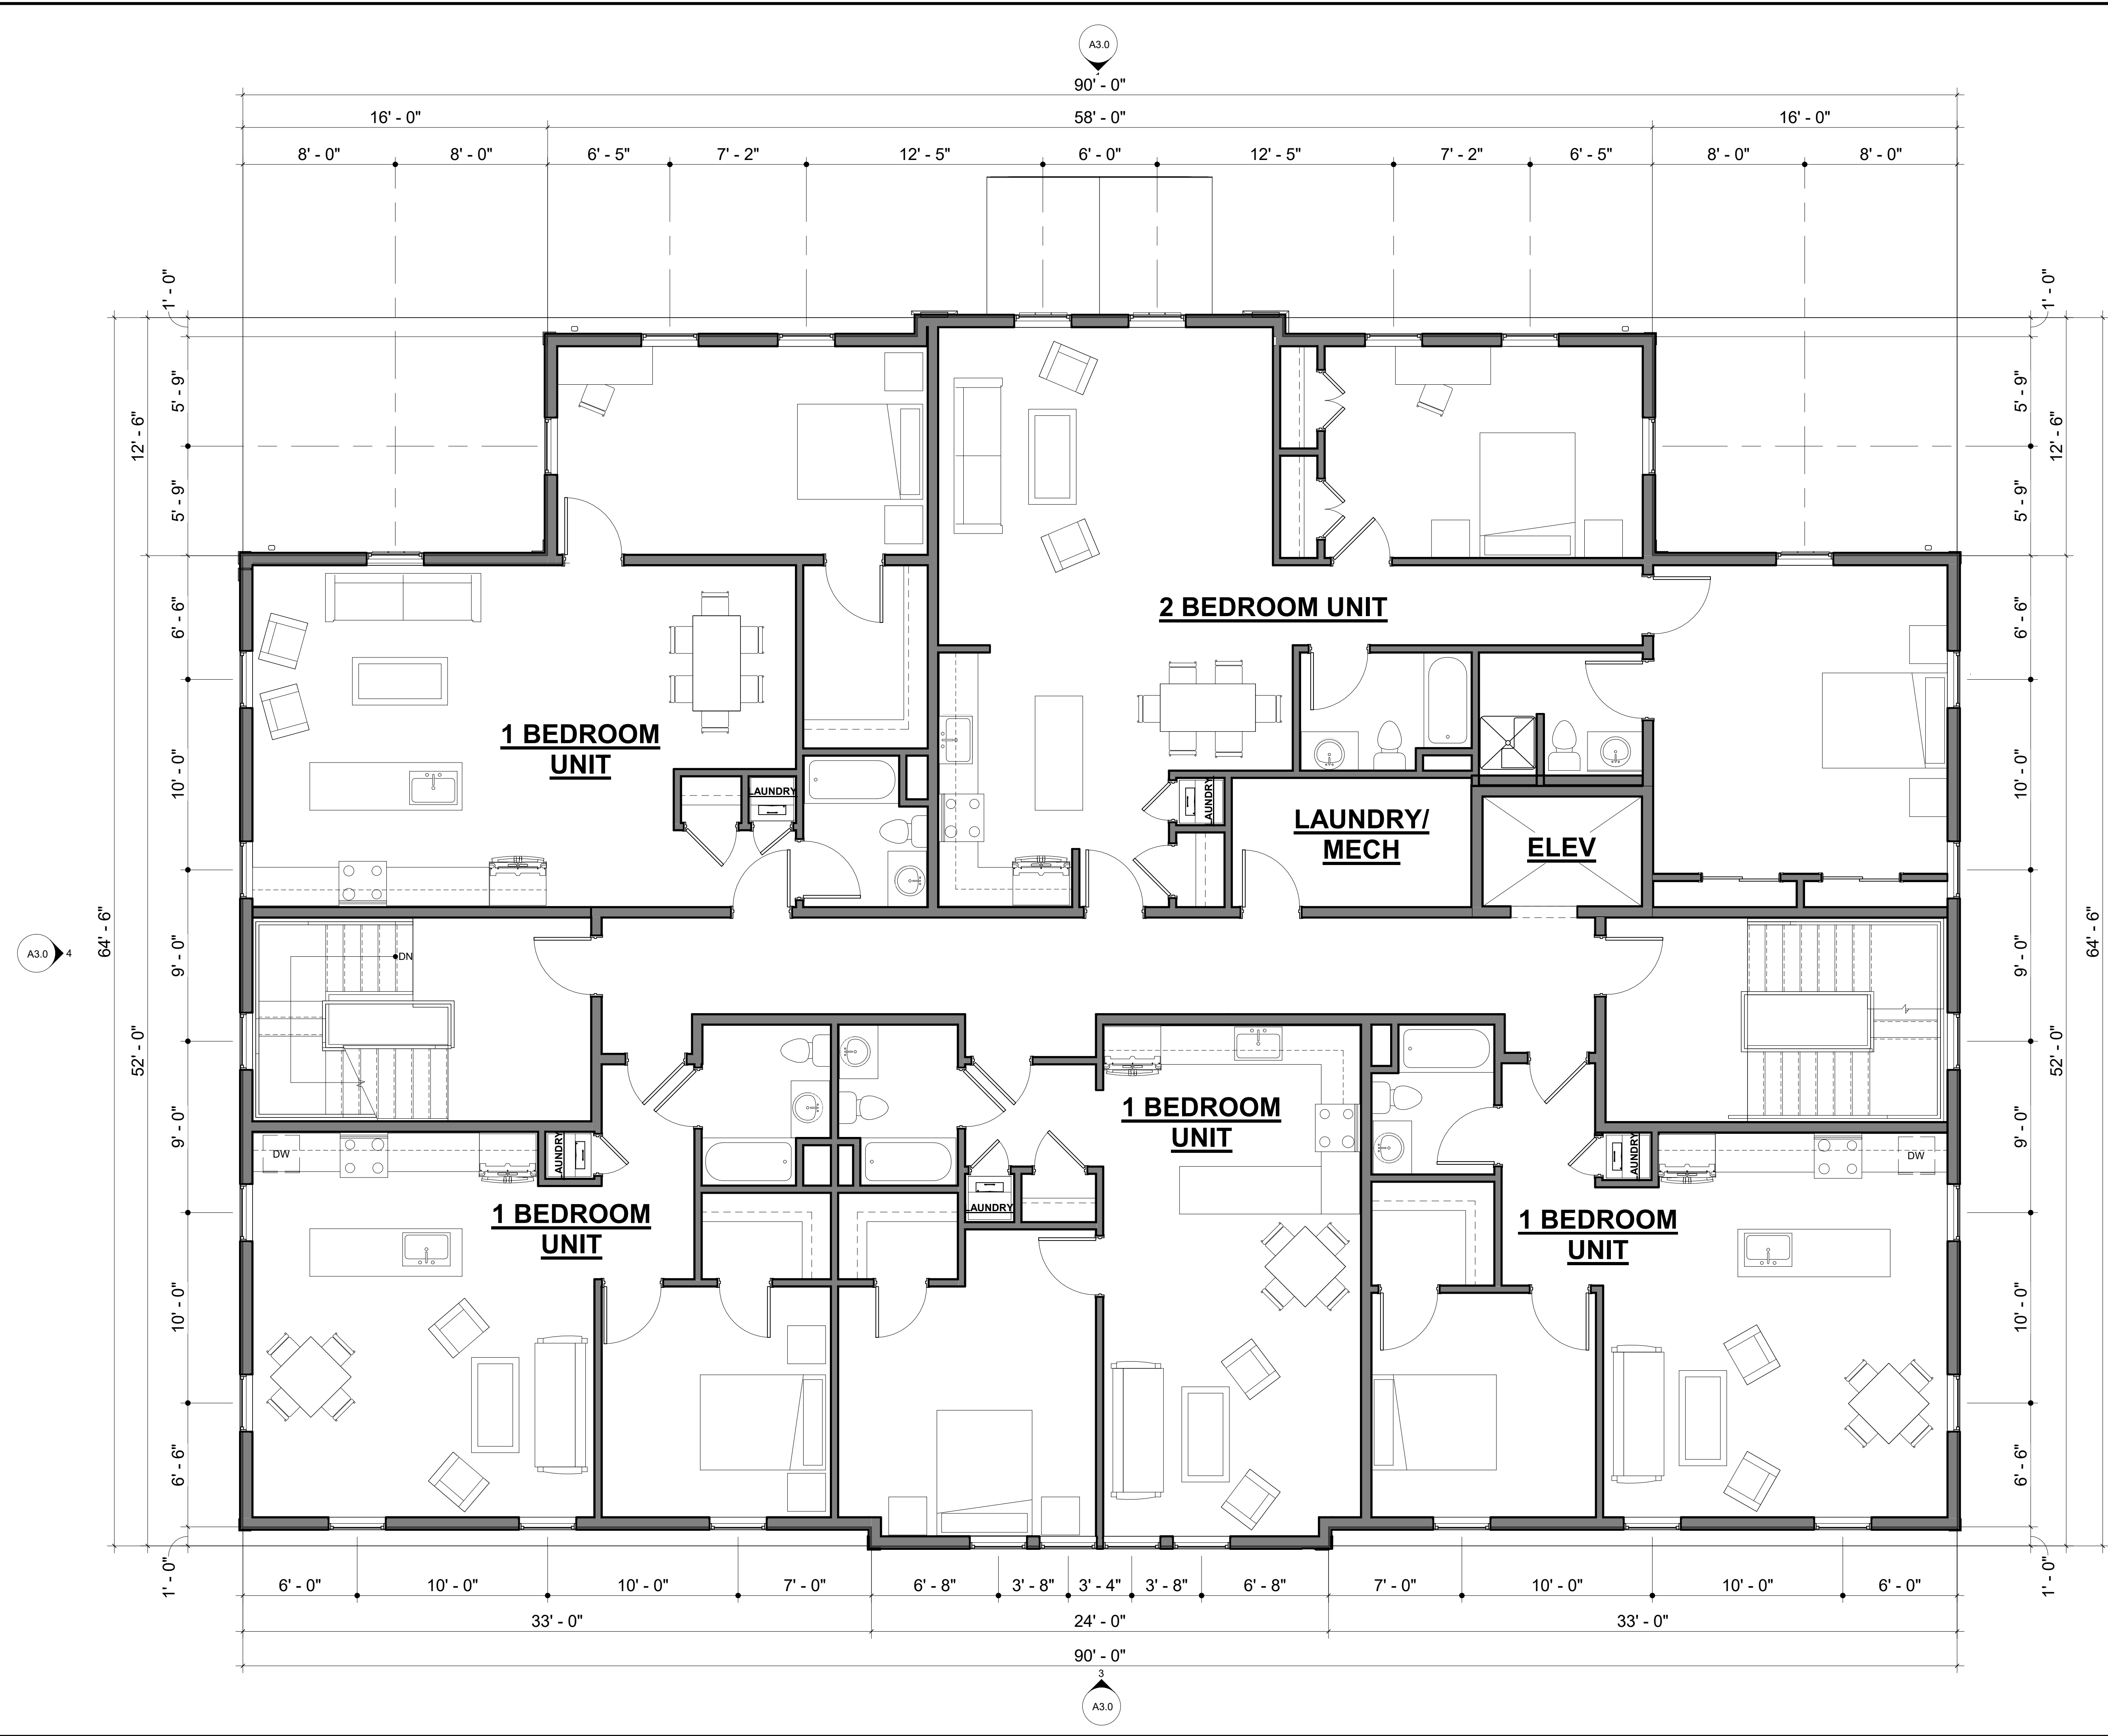 A3.0
90' - 0"
16' - 0"
58' - 0"
16' - 0"
8' - 0"
8' - 0"
6' - 5"
7' - 2"
12' - 5"
6' - 0"
12' - 5"
7' - 2"
6' - 5"
8' - 0"
8' - 0"
1' - 0"
1' - 0"
5' - 9"
5' - 9"
12' - 6"
12' - 6"
5' - 9"
5' - 9"
6' - 6"
2 BEDROOM UNIT
6' - 6"
1 BEDROOM
UNIT
10' - 0"
10' - 0"
LAUNDRY
LAUNDRY
LAUNDRY/
MECH
ELEV
A3.0
4
64' - 6"
9' - 0"
DN
9' - 0"
64' - 6"
52' - 0"
52' - 0"
9' - 0"
9' - 0"
1 BEDROOM
UNIT
DW
LAUNDRY
LAUNDRY
DW
1 BEDROOM
UNIT
LAUNDRY
1 BEDROOM
UNIT
10' - 0"
10' - 0"
6' - 6"
6' - 6"
1' - 0"
1' - 0"
6' - 0"
10' - 0"
10' - 0"
7' - 0"
6' - 8"
3' - 8"
3' - 4"
3' - 8"
6' - 8"
7' - 0"
10' - 0"
10' - 0"
6' - 0"
33' - 0"
24' - 0"
33' - 0"
90' - 0"
3
A3.0